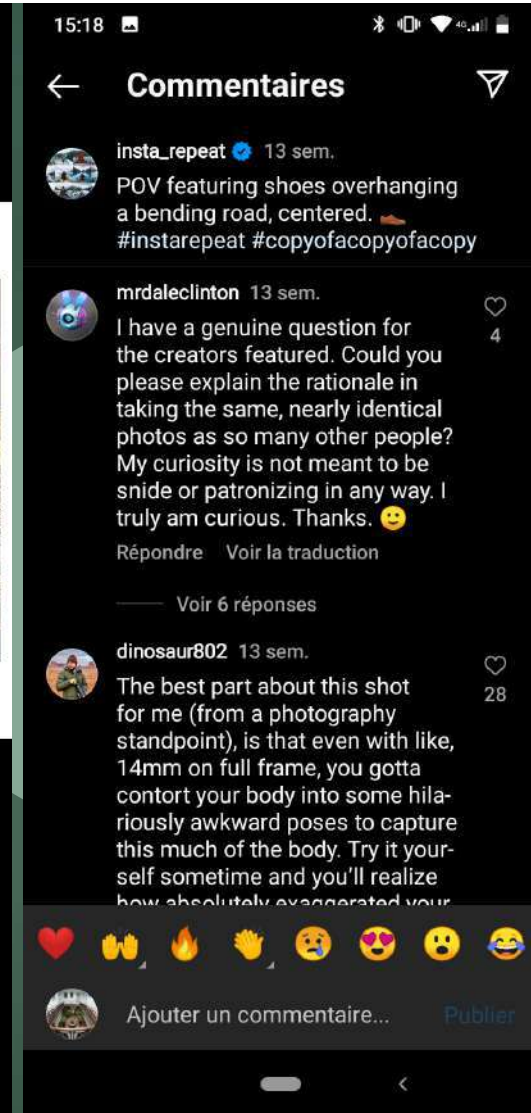 15:18
4G
Commentaires
insta_repeat 13 sem.
POV featuring shoes overhanging
a bending road, centered.
#instarepeat #copyofacopyofacopy
mrdaleclinton 13 sem.
I have a genuine question for
the creators featured. Could you
please explain the rationale in
taking the same, nearly identical
photos as so many other people?
My curiosity is not meant to be
snide or patronizing in any way. I
truly am curious. Thanks. 🙂
4
Répondre Voir la traduction
Voir 6 réponses
dinosaur802 13 sem.
The best part about this shot
for me (from a photography
standpoint), is that even with like,
14mm on full frame, you gotta
contort your body into some hila-
riously awkward poses to capture
this much of the body. Try it your-
self sometime and you'll realize
how absolutely exaggerated your
28
Ajouter un commentaire... Publier